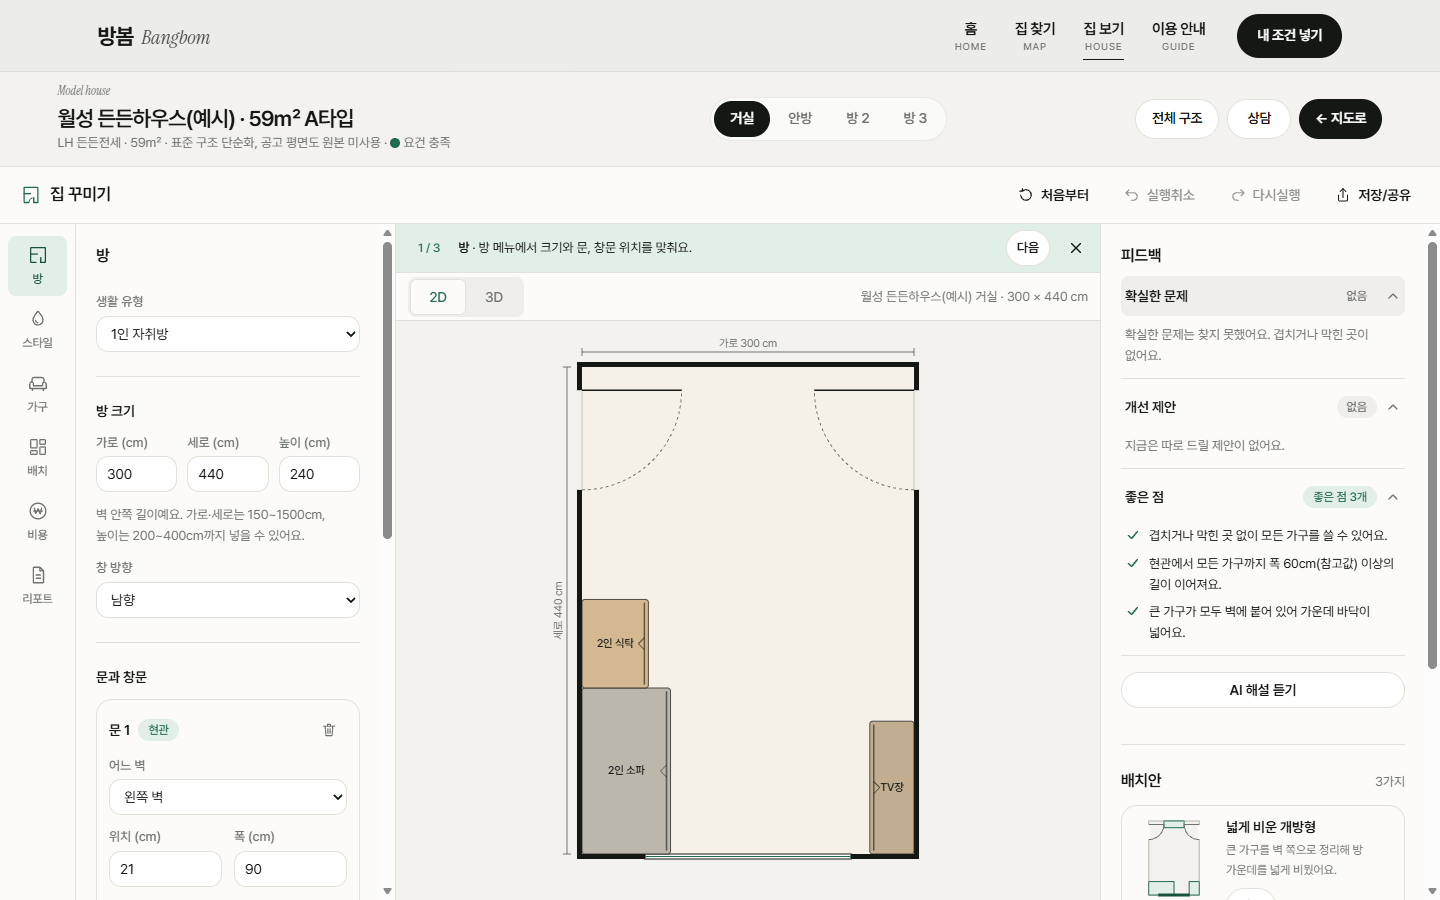 방봄 Bangbom
홈
HOME
집 찾기
MAP
집 보기
HOUSE
이용 안내
GUIDE
내 조건 넣기
Model house
월성 든든하우스(예시) · 59m² A타입
LH 든든전세 · 59m² · 표준 구조 단순화, 공고 평면도 원본 미사용 · 요건 충족
거실
안방
방 2
방 3
전체 구조
상담
← 지도로
집 꾸미기
처음부터
실행취소
다시실행
저장/공유
방
스타일
가구
배치
비용
리포트
방
생활 유형
1인 자취방
방 크기
가로 (cm)
세로 (cm)
높이 (cm)
300
440
240
벽 안쪽 길이예요. 가로·세로는 150~1500cm,
높이는 200~400cm까지 넣을 수 있어요.
창 방향
남향
문과 창문
문 1 현관
어느 벽
왼쪽 벽
위치 (cm)
폭 (cm)
21
90
1 / 3 방 · 방 메뉴에서 크기와 문, 창문 위치를 맞춰요.
다음
2D
3D
월성 든든하우스(예시) 거실 · 300 × 440 cm
가로 300 cm
세로 440 cm
2인 식탁
2인 소파
TV장
피드백
확실한 문제 없음
확실한 문제는 찾지 못했어요. 겹치거나 막힌 곳이
없어요.
개선 제안 없음
지금은 따로 드릴 제안이 없어요.
좋은 점 좋은 점 3개
겹치거나 막힌 곳 없이 모든 가구를 쓸 수 있어요.
현관에서 모든 가구까지 폭 60cm(참고값) 이상의
길이 이어져요.
큰 가구가 모두 벽에 붙어 있어 가운데 바닥이
넓어요.
AI 해설 듣기
배치안 3가지
넓게 비운 개방형
큰 가구를 벽 쪽으로 정리해 방
가운데를 넓게 비웠어요.